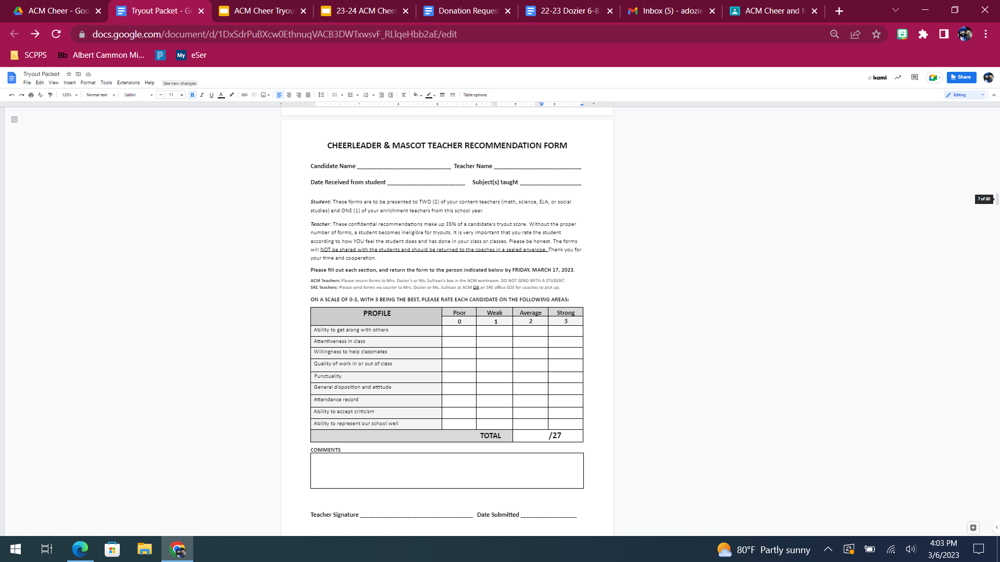 ACM Cheer - Goo
Tryout Packet - G
ACM Cheer Tryou
23-24 ACM Cheer
Donation Reques
22-23 Dozier 6-8
Inbox (5) - adozie
ACM Cheer and M
docs.google.com/document/d/1DxSdrPuBXcw0EthnuqVACB3DWTxwsvF_RLlqeHbb2aE/edit
SCPPS
Bb Albert Cammon Mi...
My eSer
Tryout Packet
File Edit View Insert Format Tools Extensions Help See new changes
kami
Share
125% Normal text Calibri - 11 + B I U A Table options
Editing
7 of 30
CHEERLEADER & MASCOT TEACHER RECOMMENDATION FORM
Candidate Name ____________________________ Teacher Name __________________________
Date Received from student _______________________ Subject(s) taught __________________
Student: These forms are to be presented to TWO (2) of your content teachers (math, science, ELA, or social
studies) and ONE (1) of your enrichment teachers from this school year.
Teacher: These confidential recommendations make up 35% of a candidate's tryout score. Without the proper
number of forms, a student becomes ineligible for tryouts. It is very important that you rate the student
according to how YOU feel the student does and has done in your class or classes. Please be honest. The forms
will NOT be shared with the students and should be returned to the coaches in a sealed envelope. Thank you for
your time and cooperation.
Please fill out each section, and return the form to the person indicated below by FRIDAY, MARCH 17, 2023.
ACM Teachers: Please return forms to Mrs. Dozier's or Ms. Sullivan's box in the ACM workroom. DO NOT SEND WITH A STUDENT.
SRE Teachers: Please send forms via courier to Mrs. Dozier or Ms. Sullivan at ACM OR an SRE office SOS for coaches to pick up.
ON A SCALE OF 0-3, WITH 3 BEING THE BEST, PLEASE RATE EACH CANDIDATE ON THE FOLLOWING AREAS:
PROFILE Poor Weak Average Strong
0 1 2 3
Ability to get along with others
Attentiveness in class
Willingness to help classmates
Quality of work in or out of class
Punctuality
General disposition and attitude
Attendance record
Ability to accept criticism
Ability to represent our school well
TOTAL /27
COMMENTS
Teacher Signature __________________________________ Date Submitted _________________
80°F Partly sunny
4:03 PM
3/6/2023